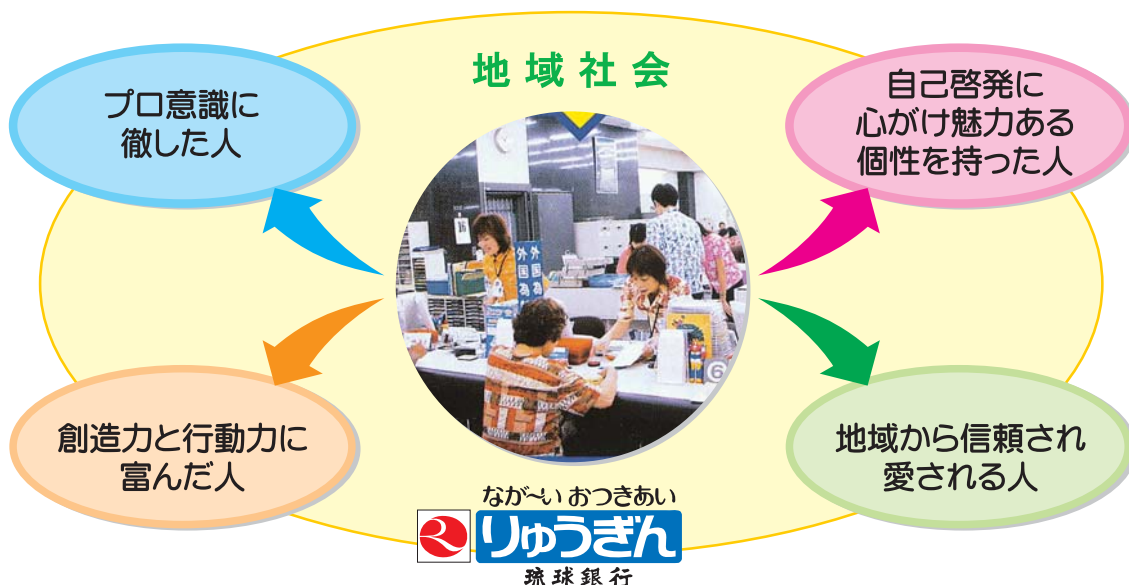 地域社会
プロ意識に
徹した人
自己啓発に
心がけ魅力ある
個性を持った人
外国為
外国為
⑥
創造力と行動力に
富んだ人
地域から信頼され
愛される人
なが〜い おつきあい
R
りゅうぎん
琉球銀行